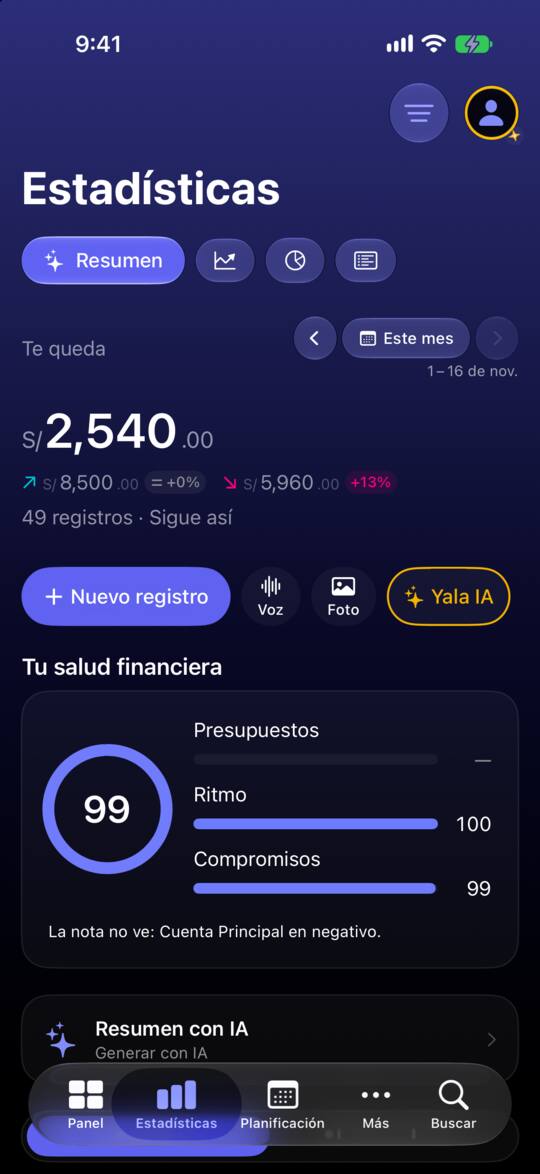 9:41
Estadísticas
Resumen
Te queda
Este mes
1–16 de nov.
S/2,540.00
S/8,500.00 = +0% S/5,960.00 +13%
49 registros · Sigue así
+ Nuevo registro
Voz
Foto
Yala IA
Tu salud financiera
99
Presupuestos
—
Ritmo
100
Compromisos
99
La nota no ve: Cuenta Principal en negativo.
Resumen con IA
Generar con IA
Panel
Estadísticas
Planificación
Más
Buscar